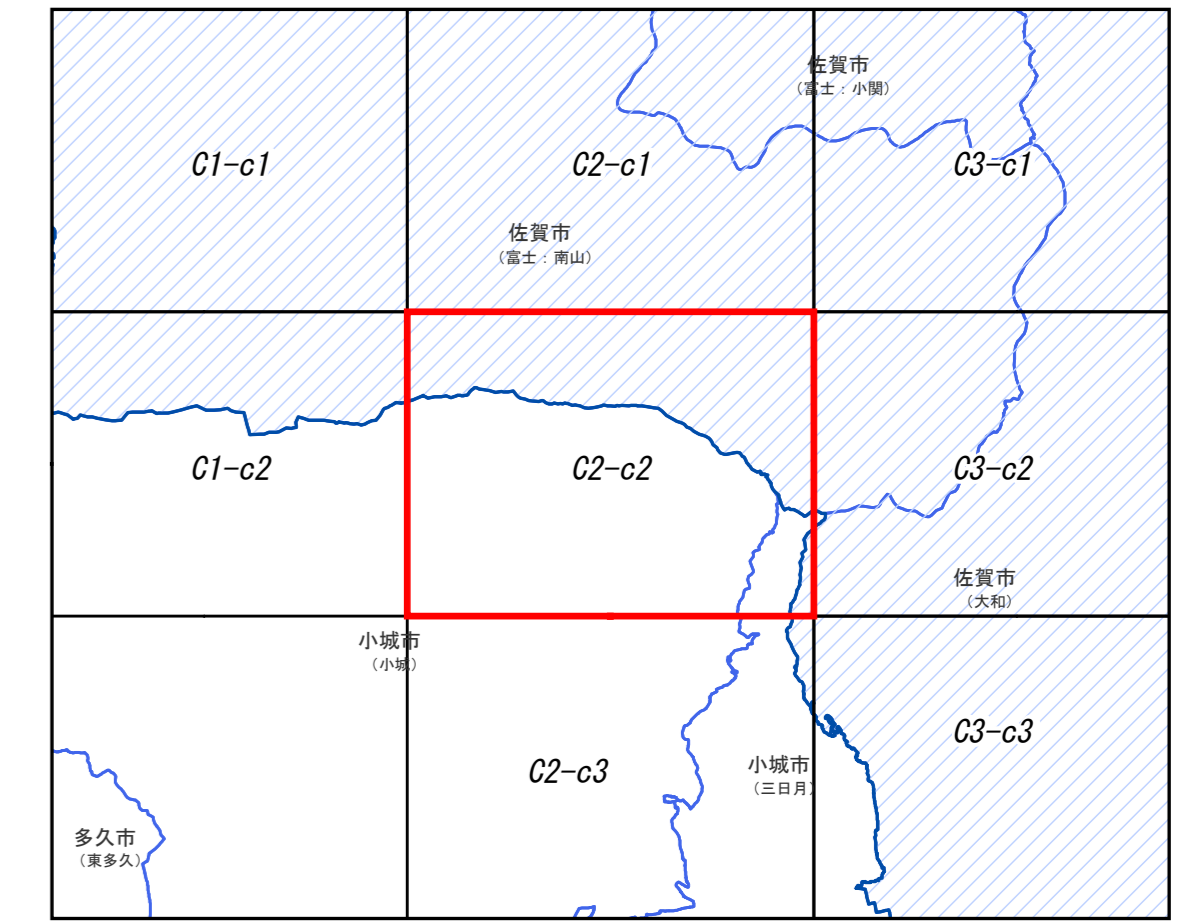 佐賀市
(富士:小関)
C1-c1
C2-c1
C3-c1
佐賀市
(富士:南山)
C1-c2
C2-c2
C3-c2
佐賀市
(大和)
小城市
(小城)
C3-c3
C2-c3
小城市
(三日月)
多久市
(東多久)